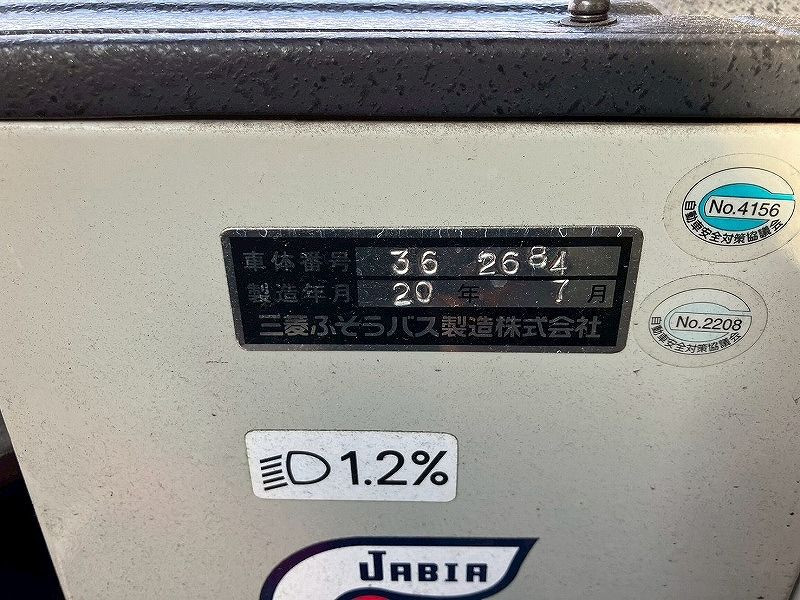 車体番号 36 2684
製造年月 20 年 7 月
三菱ふそうバス製造株式会社
No.4156
自動車安全対策協議会
No.2208
自動車安全対策協議会
1.2%
JABIA